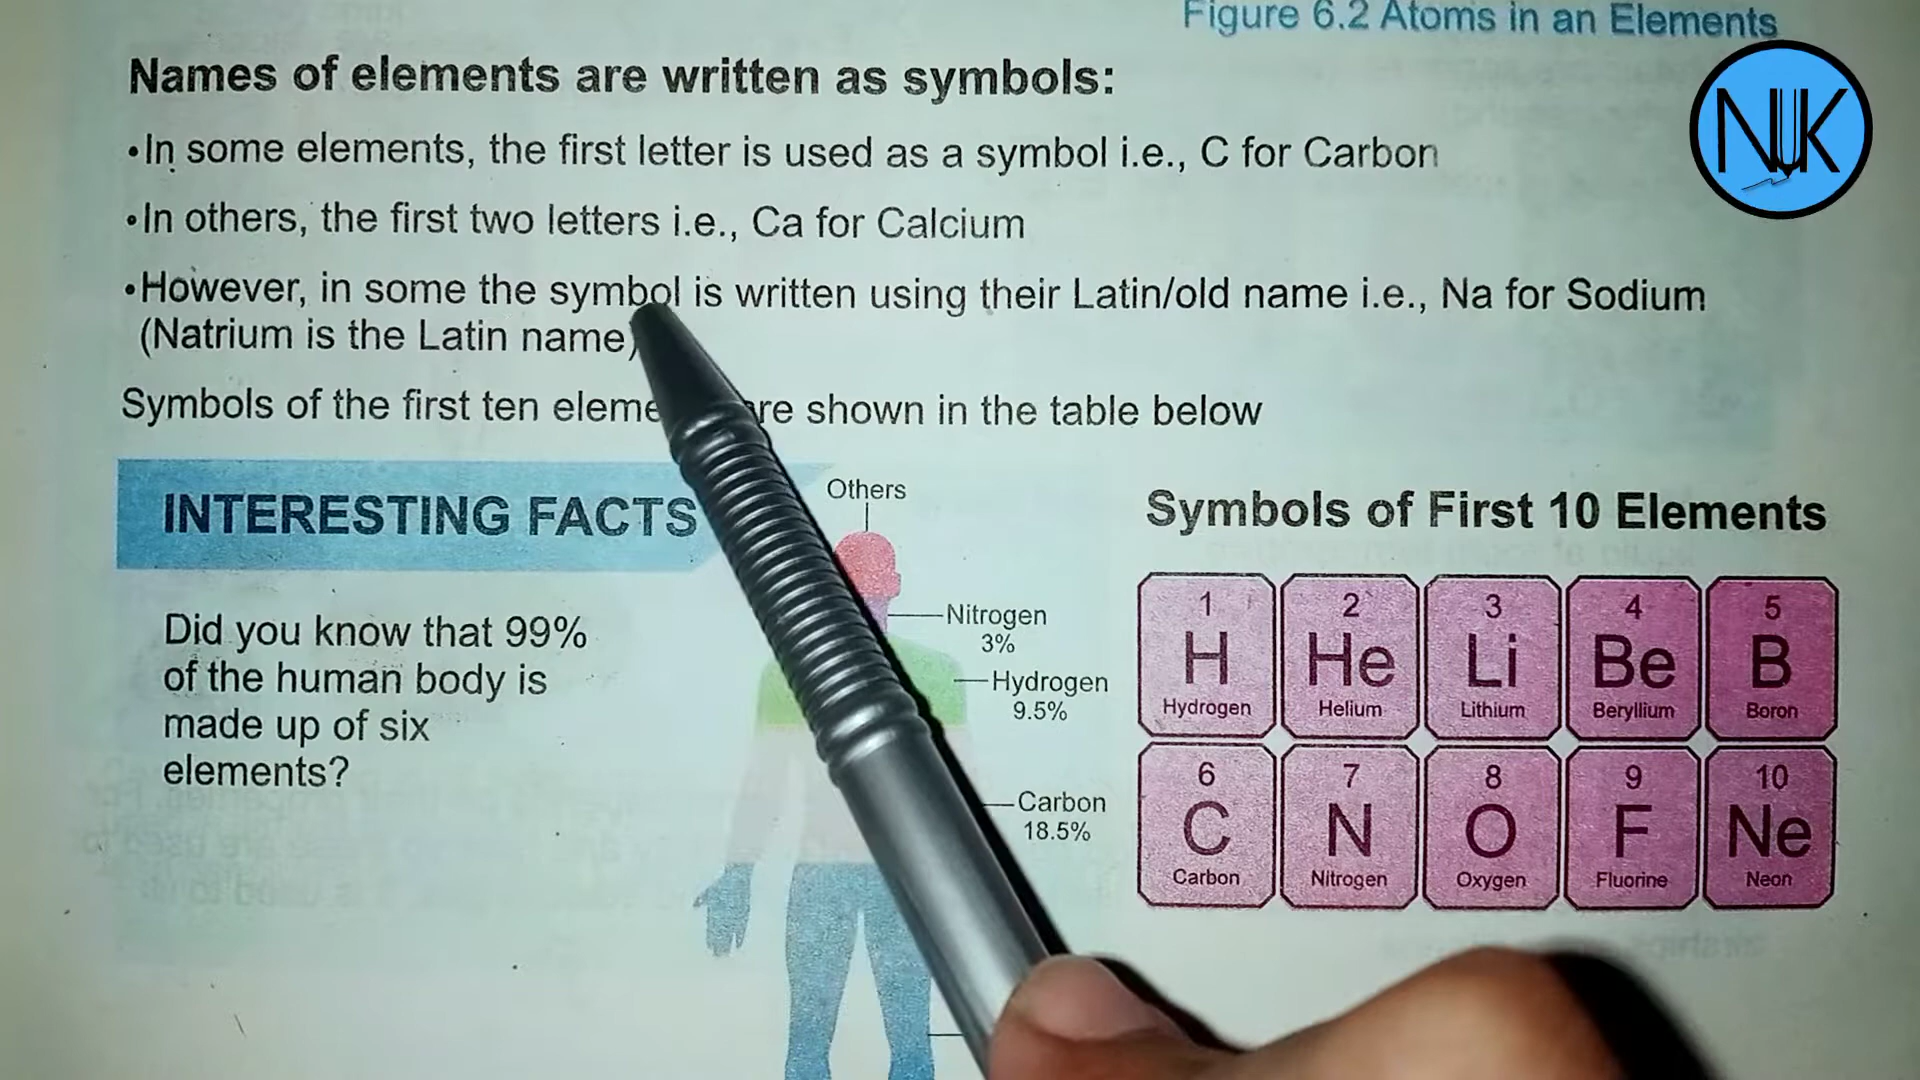 Figure 6.2 Atoms in an Elements
NUK
Names of elements are written as symbols:
•In some elements, the first letter is used as a symbol i.e., C for Carbon
•In others, the first two letters i.e., Ca for Calcium
•However, in some the symbol is written using their Latin/old name i.e., Na for Sodium
(Natrium is the Latin name)
Symbols of the first ten are shown in the table below
INTERESTING FACTS
Did you know that 99%
of the human body is
made up of six
elements?
Others
Nitrogen
3%
Hydrogen
9.5%
Carbon
18.5%
Symbols of First 10 Elements
1 2 3 4 5
H He Li Be B
Hydrogen Helium Lithium Beryllium Boron
6 7 8 9 10
C N O F Ne
Carbon Nitrogen Oxygen Fluorine Neon